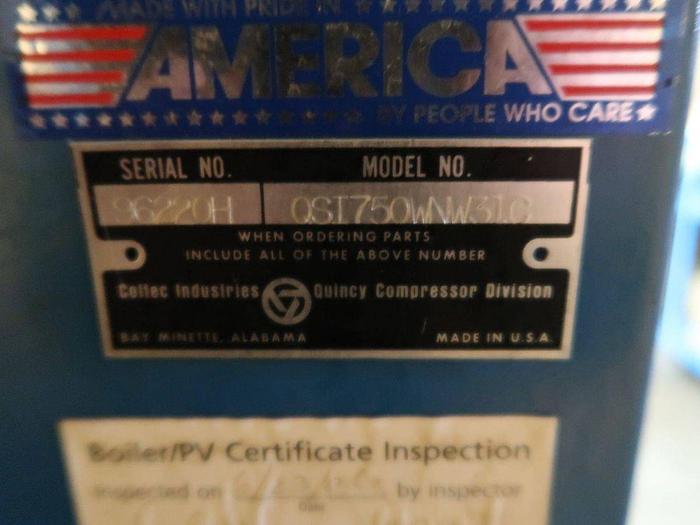 MADE WITH PRIDE IN
AMERICA
BY PEOPLE WHO CARE
SERIAL NO. MODEL NO.
96220H QSI750WNW31C
WHEN ORDERING PARTS
INCLUDE ALL OF THE ABOVE NUMBER
Coltec Industries Quincy Compressor Division
BAY MINETTE, ALABAMA MADE IN U.S.A.
Boiler/PV Certificate Inspection
Inspected on by inspector
Date